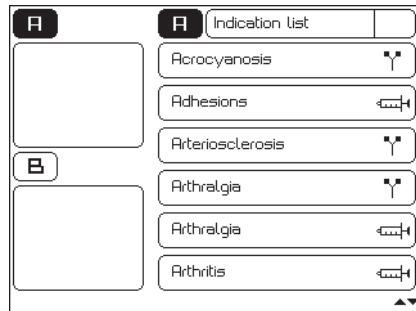 A
A Indication list
Acrocyanosis
Adhesions
Arteriosclerosis
B
Arthralgia
Arthralgia
Arthritis